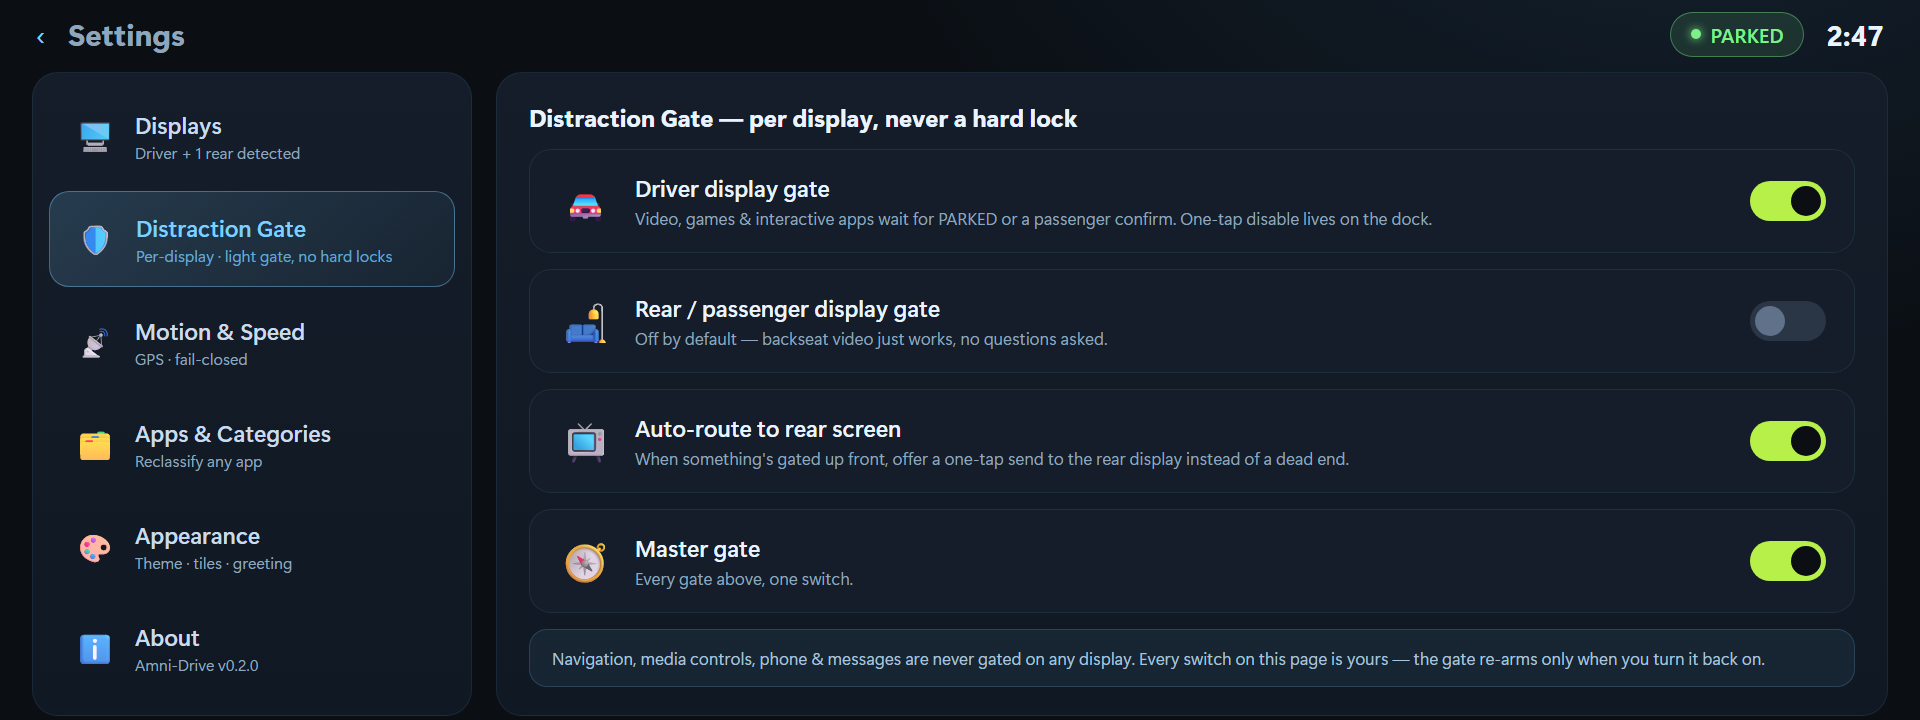 ‹ Settings
PARKED
2:47
Displays
Driver + 1 rear detected
Distraction Gate
Per-display · light gate, no hard locks
Motion & Speed
GPS · fail-closed
Apps & Categories
Reclassify any app
Appearance
Theme · tiles · greeting
About
Amni-Drive v0.2.0
Distraction Gate — per display, never a hard lock
Driver display gate
Video, games & interactive apps wait for PARKED or a passenger confirm. One-tap disable lives on the dock.
Rear / passenger display gate
Off by default — backseat video just works, no questions asked.
Auto-route to rear screen
When something's gated up front, offer a one-tap send to the rear display instead of a dead end.
Master gate
Every gate above, one switch.
Navigation, media controls, phone & messages are never gated on any display. Every switch on this page is yours — the gate re-arms only when you turn it back on.